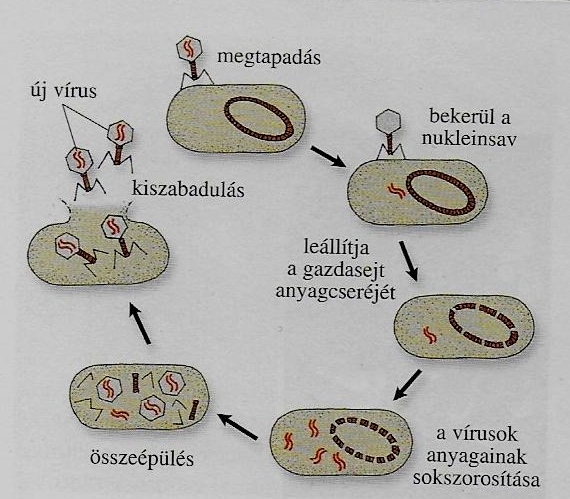 megtapadás
bekerül a
nukleinsav
leállítja
a gazdasejt
anyagcseréjét
a vírusok
anyagainak
sokszorosítása
összeépülés
kiszabadulás
új vírus